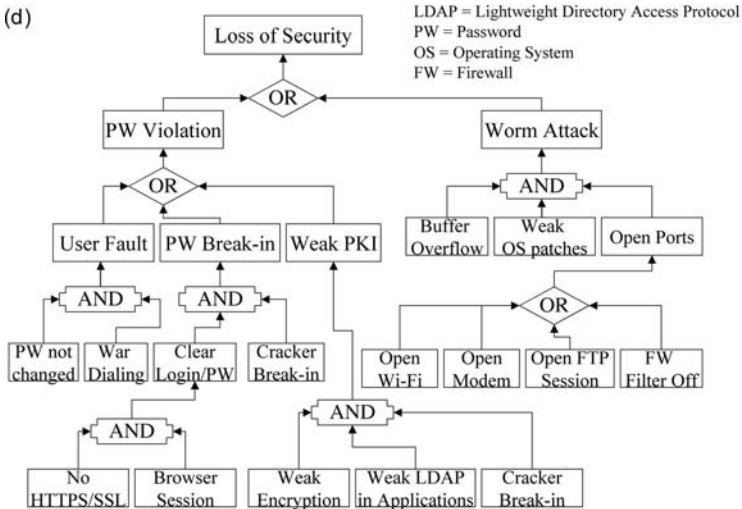 (d)
LDAP = Lightweight Directory Access Protocol
PW = Password
OS = Operating System
FW = Firewall
Loss of Security
OR
PW Violation
Worm Attack
OR
AND
User Fault
PW Break-in
Weak PKI
Buffer
Overflow
Weak
OS patches
Open Ports
AND
AND
OR
PW not
changed
War
Dialing
Clear
Login/PW
Cracker
Break-in
Open
Wi-Fi
Open
Modem
Open FTP
Session
FW
Filter Off
AND
AND
No
HTTPS/SSL
Browser
Session
Weak
Encryption
Weak LDAP
in Applications
Cracker
Break-in